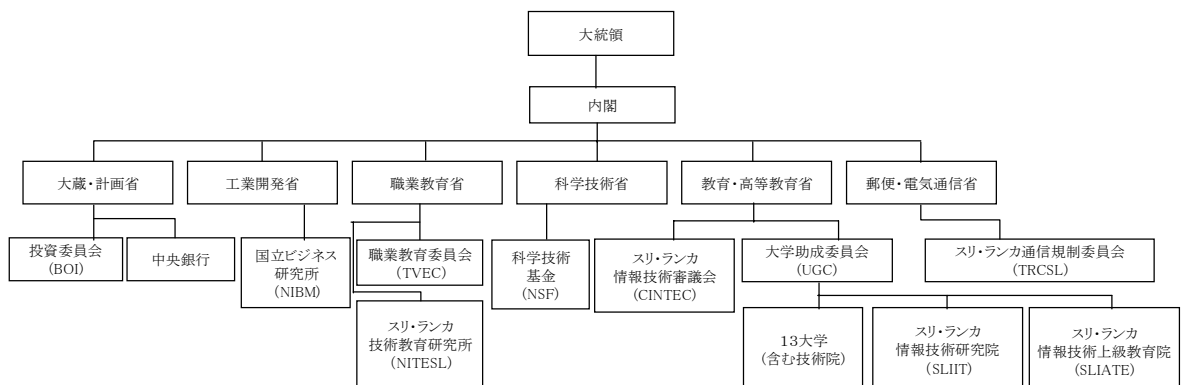 大統領
内閣
大蔵・計画省
工業開発省
職業教育省
科学技術省
教育・高等教育省
郵便・電気通信省
投資委員会
(BOI)
中央銀行
国立ビジネス
研究所
(NIBM)
職業教育委員会
(TVEC)
科学技術
基金
(NSF)
スリ・ランカ
情報技術審議会
(CINTEC)
大学助成委員会
(UGC)
スリ・ランカ通信規制委員会
(TRCSL)
スリ・ランカ
技術教育研究所
(NITESL)
13大学
(含む技術院)
スリ・ランカ
情報技術研究院
(SLIIT)
スリ・ランカ
情報技術上級教育院
(SLIATE)